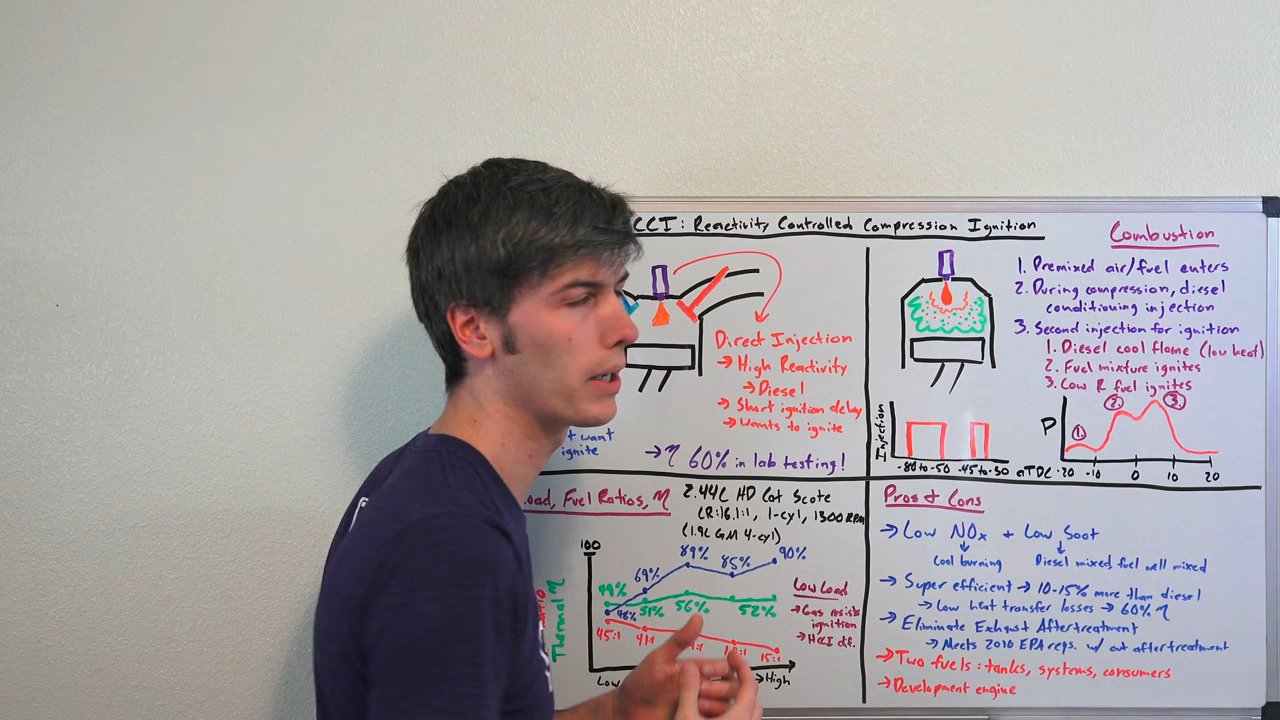 CCI: Reactivity Controlled Compression Ignition
Direct Injection
→ High Reactivity
→ Diesel
→ Short ignition delay
→ Wants to ignite
t want
ignite
→ η 60% in lab testing!
Combustion
1. Premixed air/fuel enters
2. During compression, diesel
conditioning injection
3. Second injection for ignition
1. Diesel cool flame (low heat)
2. Fuel mixture ignites
3. Low R fuel ignites
Injection
-80 to -50 -45 to -30 aTDC
P
1. 2. 3.
-20 -10 0 10 20
oad, Fuel Ratios, η
2.44L HD Cat Scote
CR:16.1:1, 1-cyl, 1300 RPM
(1.9L GM 4-cyl)
100
Thermal η
69% 89% 85% 90%
49% 48% 51% 56% 52%
45:1 41:1 15:1
Low
→ High
Low Load
→ Gas resists
ignition
→ HCCI dif.
Pros & Cons
→ Low NOx + Low Soot
Cool burning Diesel mixed fuel well mixed
→ Super efficient → 10-15% more than diesel
→ Low heat transfer losses → 60% η
→ Eliminate Exhaust Aftertreatment
→ Meets 2010 EPA regs. w/out aftertreatment
→ Two fuels: tanks, systems, consumers
→ Development engine